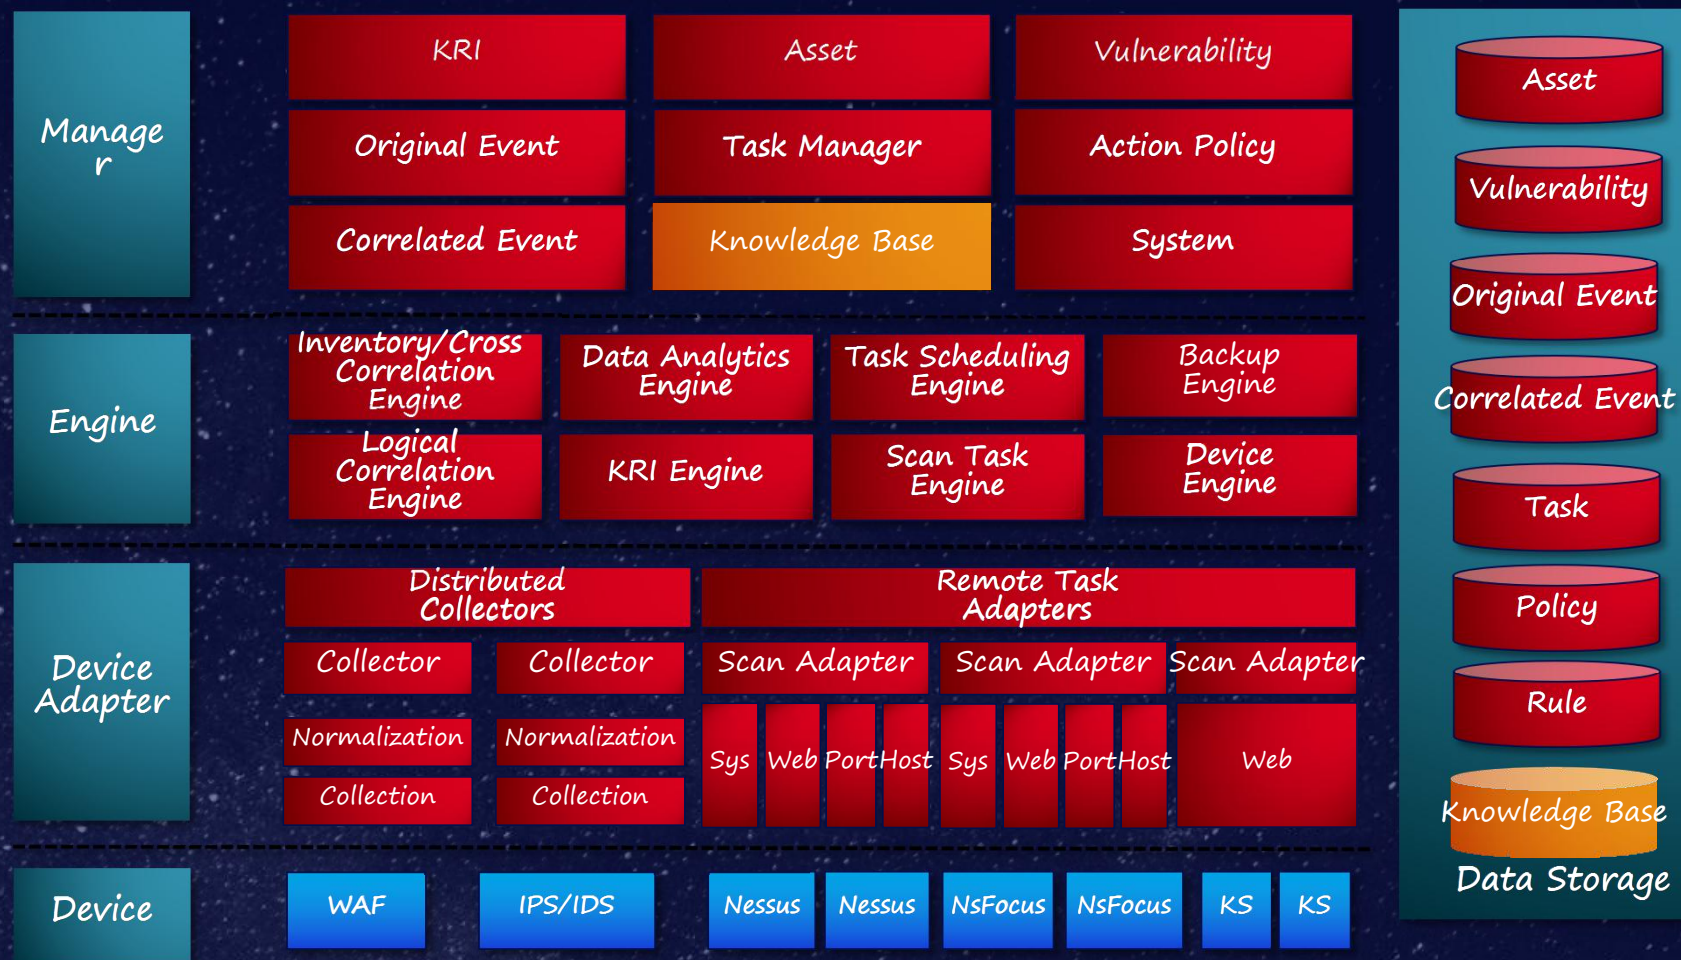 Manage
r
KRI
Asset
Vulnerability
Original Event
Task Manager
Action Policy
Correlated Event
Knowledge Base
System
Engine
Inventory/Cross
Correlation
Engine
Data Analytics
Engine
Task Scheduling
Engine
Backup
Engine
Logical
Correlation
Engine
KRI Engine
Scan Task
Engine
Device
Engine
Device
Adapter
Distributed
Collectors
Remote Task
Adapters
Collector
Collector
Scan Adapter
Scan Adapter
Scan Adapter
Normalization
Normalization
Collection
Collection
Sys
Web
Port
Host
Sys
Web
Port
Host
Web
Device
WAF
IPS/IDS
Nessus
Nessus
NsFocus
NsFocus
KS
KS
Asset
Vulnerability
Original Event
Correlated Event
Task
Policy
Rule
Knowledge Base
Data Storage